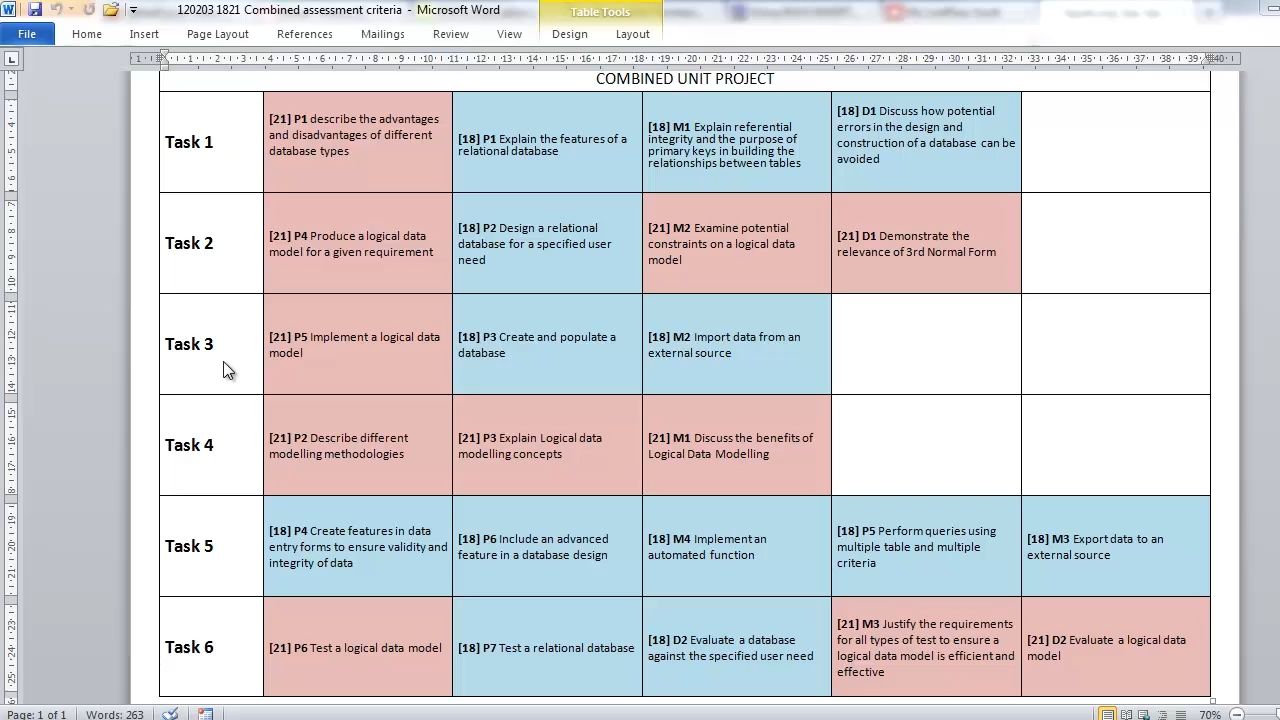 120203 1821 Combined assessment criteria - Microsoft Word
Table Tools
File Home Insert Page Layout References Mailings Review View Design Layout
COMBINED UNIT PROJECT
Task 1
[21] P1 describe the advantages
and disadvantages of different
database types
[18] P1 Explain the features of a
relational database
[18] M1 Explain referential
integrity and the purpose of
primary keys in building the
relationships between tables
[18] D1 Discuss how potential
errors in the design and
construction of a database can be
avoided
Task 2
[21] P4 Produce a logical data
model for a given requirement
[18] P2 Design a relational
database for a specified user
need
[21] M2 Examine potential
constraints on a logical data
model
[21] D1 Demonstrate the
relevance of 3rd Normal Form
Task 3
[21] P5 Implement a logical data
model
[18] P3 Create and populate a
database
[18] M2 Import data from an
external source
Task 4
[21] P2 Describe different
modelling methodologies
[21] P3 Explain Logical data
modelling concepts
[21] M1 Discuss the benefits of
Logical Data Modelling
Task 5
[18] P4 Create features in data
entry forms to ensure validity and
integrity of data
[18] P6 Include an advanced
feature in a database design
[18] M4 Implement an
automated function
[18] P5 Perform queries using
multiple table and multiple
criteria
[18] M3 Export data to an
external source
Task 6
[21] P6 Test a logical data model
[18] P7 Test a relational database
[18] D2 Evaluate a database
against the specified user need
[21] M3 Justify the requirements
for all types of test to ensure a
logical data model is efficient and
effective
[21] D2 Evaluate a logical data
model
Page: 1 of 1 Words: 263 70%